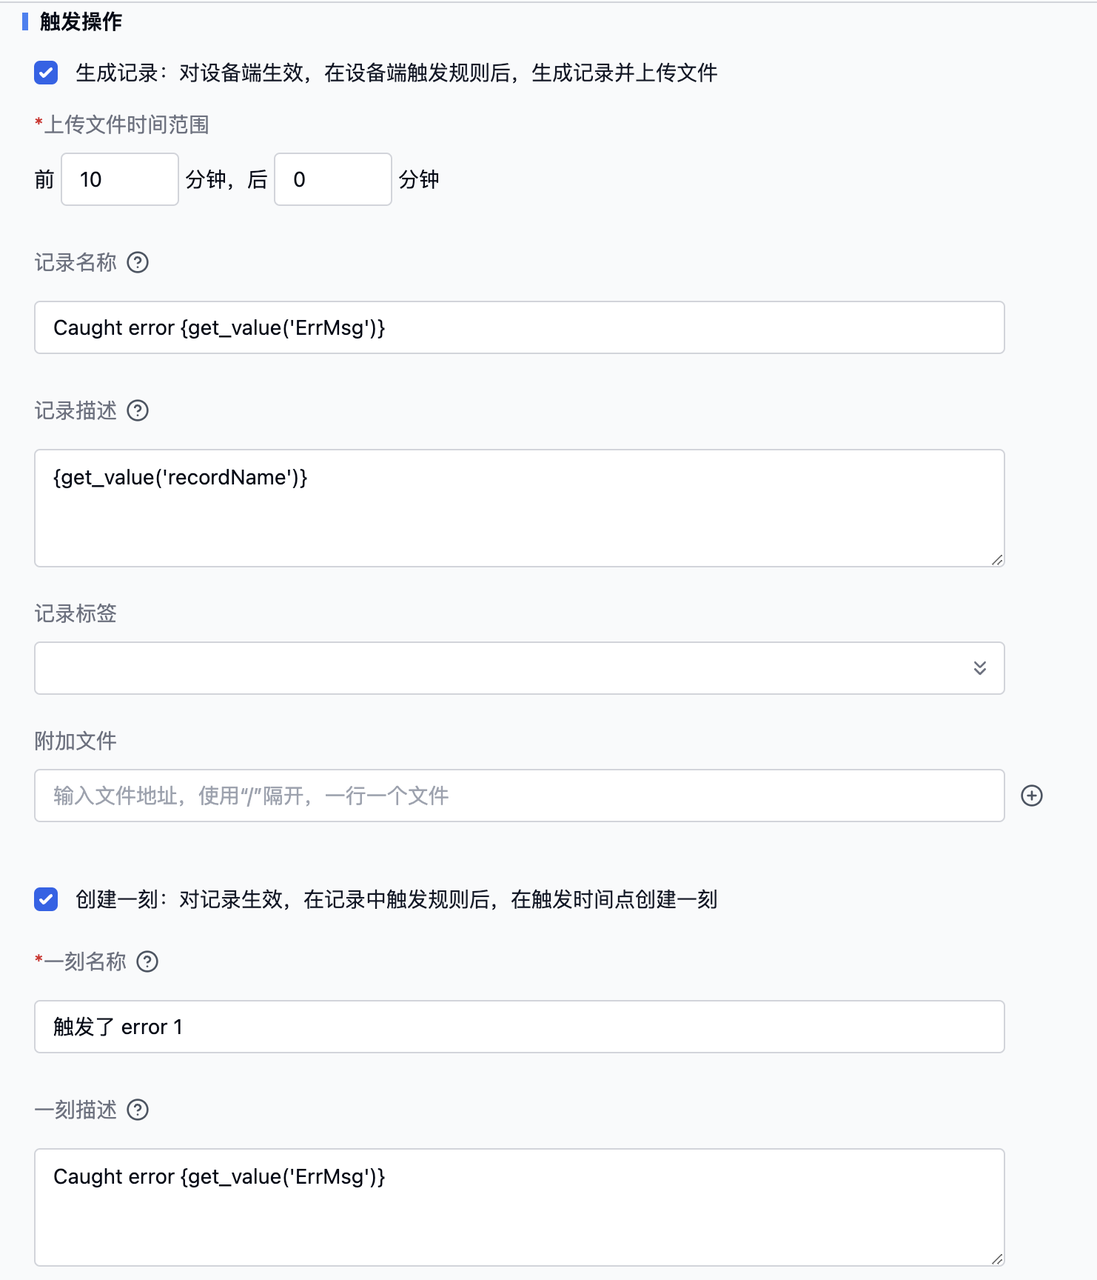 触发操作
生成记录：对设备端生效，在设备端触发规则后，生成记录并上传文件
*上传文件时间范围
前 10 分钟，后 0 分钟
记录名称
Caught error {get_value('ErrMsg')}
记录描述
{get_value('recordName')}
记录标签
附加文件
输入文件地址，使用“/”隔开，一行一个文件
创建一刻：对记录生效，在记录中触发规则后，在触发时间点创建一刻
*一刻名称
触发了 error 1
一刻描述
Caught error {get_value('ErrMsg')}